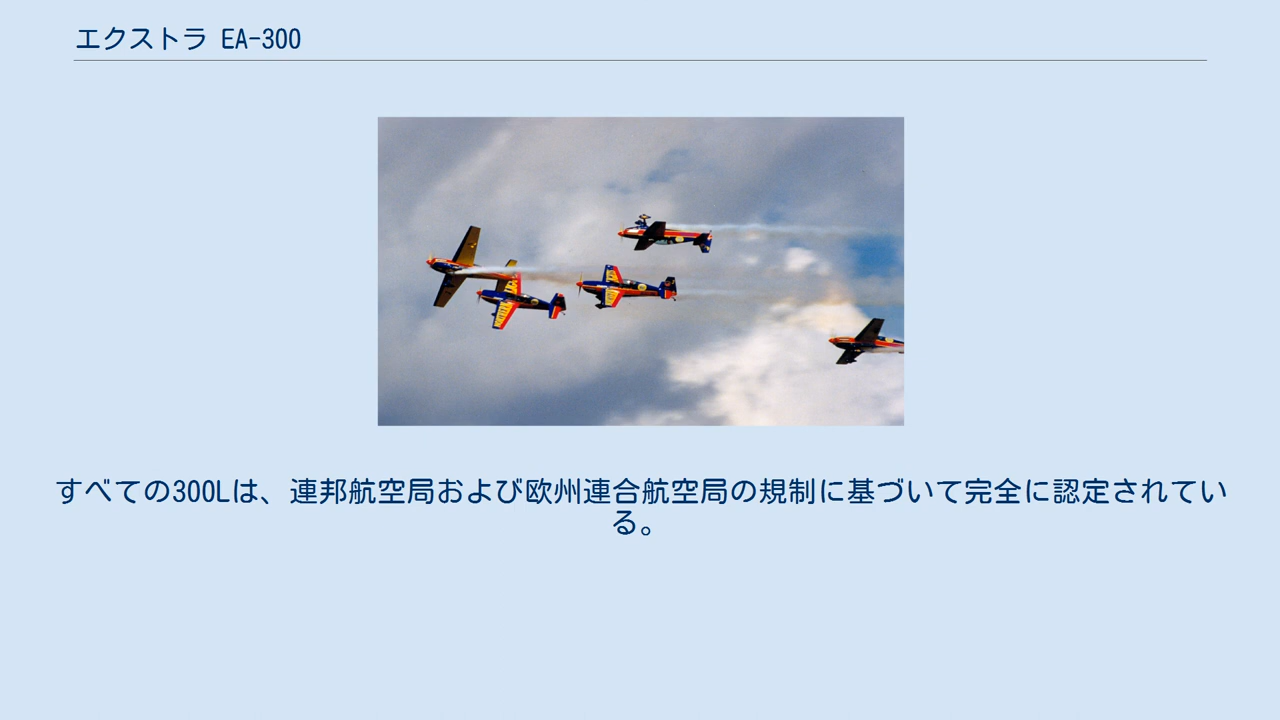 エクストラ EA-300
すべての300Lは、連邦航空局および欧州連合航空局の規制に基づいて完全に認定されてい
る。